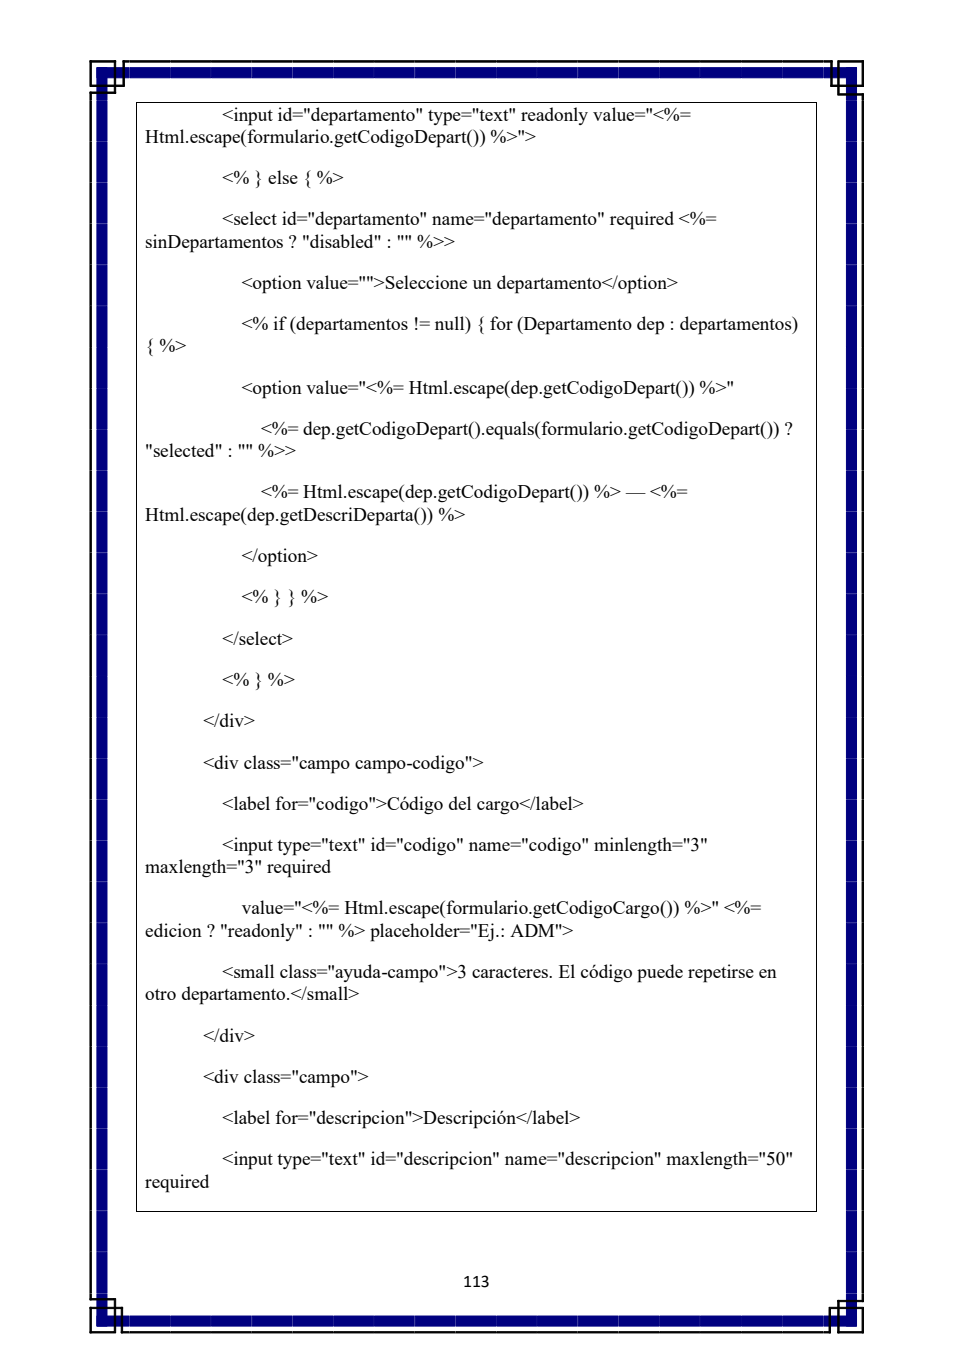 <input id="departamento" type="text" readonly value="<%=
Html.escape(formulario.getCodigoDepart()) %>">
<% } else { %>
<select id="departamento" name="departamento" required <%=
sinDepartamentos ? "disabled" : "" %>>
<option value="">Seleccione un departamento</option>
<% if (departamentos != null) { for (Departamento dep : departamentos)
{ %>
<option value="<%= Html.escape(dep.getCodigoDepart()) %>"
<%= dep.getCodigoDepart().equals(formulario.getCodigoDepart()) ?
"selected" : "" %>>
<%= Html.escape(dep.getCodigoDepart()) %> — <%=
Html.escape(dep.getDescriDeparta()) %>
</option>
<% } } %>
</select>
<% } %>
</div>
<div class="campo campo-codigo">
<label for="codigo">Código del cargo</label>
<input type="text" id="codigo" name="codigo" minlength="3"
maxlength="3" required
value="<%= Html.escape(formulario.getCodigoCargo()) %>" <%=
edicion ? "readonly" : "" %> placeholder="Ej.: ADM">
<small class="ayuda-campo">3 caracteres. El código puede repetirse en
otro departamento.</small>
</div>
<div class="campo">
<label for="descripcion">Descripción</label>
<input type="text" id="descripcion" name="descripcion" maxlength="50"
required
113